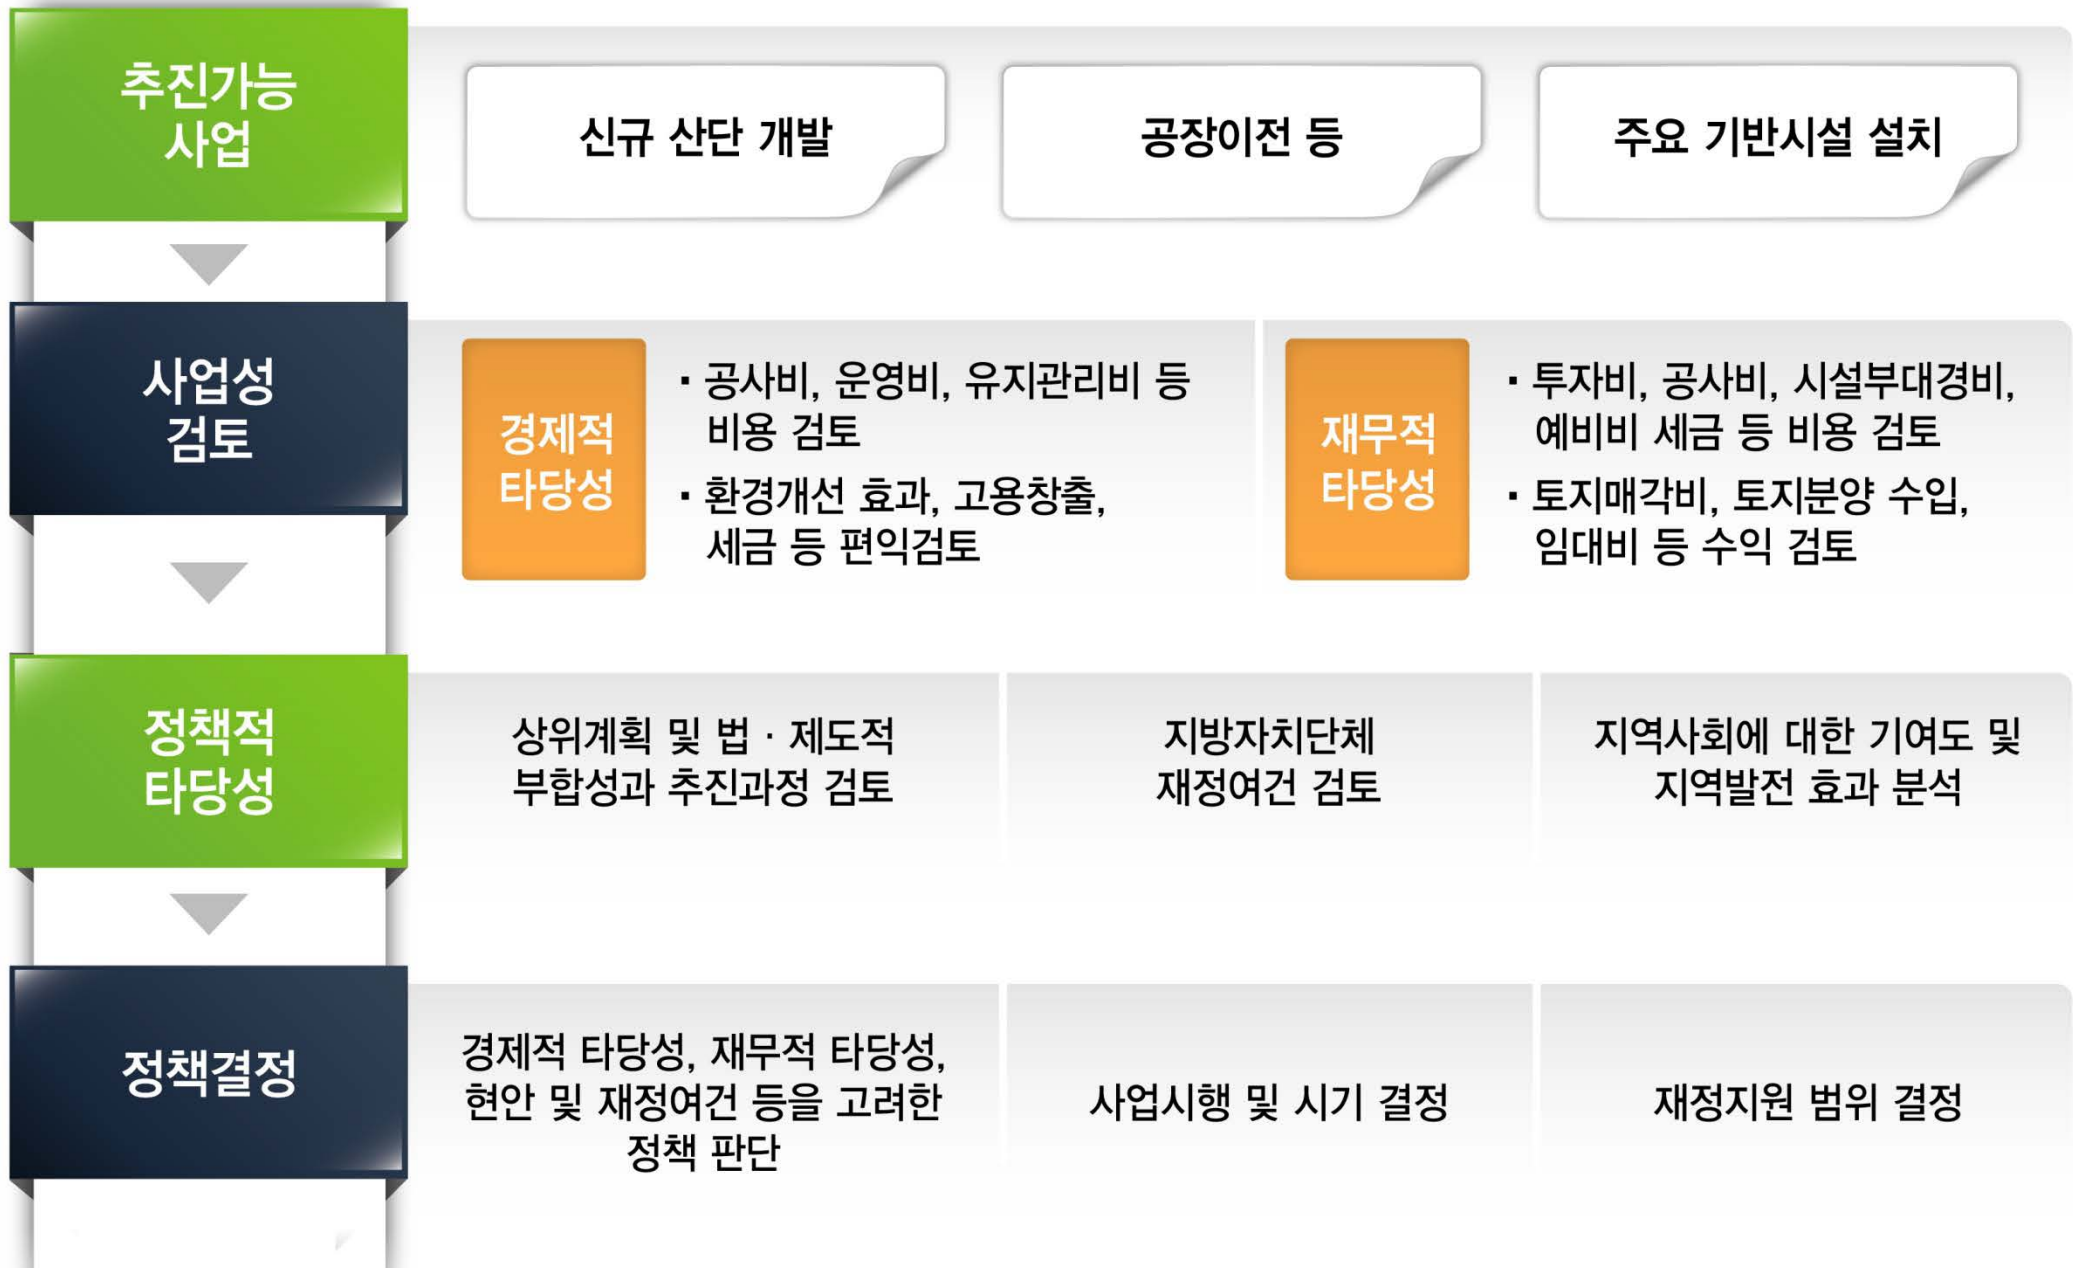 추진가능
사업
신규 산단 개발
공장이전 등
주요 기반시설 설치
사업성
검토
경제적
타당성
· 공사비, 운영비, 유지관리비 등
비용 검토
· 환경개선 효과, 고용창출,
세금 등 편익검토
재무적
타당성
· 투자비, 공사비, 시설부대경비,
예비비 세금 등 비용 검토
· 토지매각비, 토지분양 수입,
임대비 등 수익 검토
정책적
타당성
상위계획 및 법 · 제도적
부합성과 추진과정 검토
지방자치단체
재정여건 검토
지역사회에 대한 기여도 및
지역발전 효과 분석
정책결정
경제적 타당성, 재무적 타당성,
현안 및 재정여건 등을 고려한
정책 판단
사업시행 및 시기 결정
재정지원 범위 결정